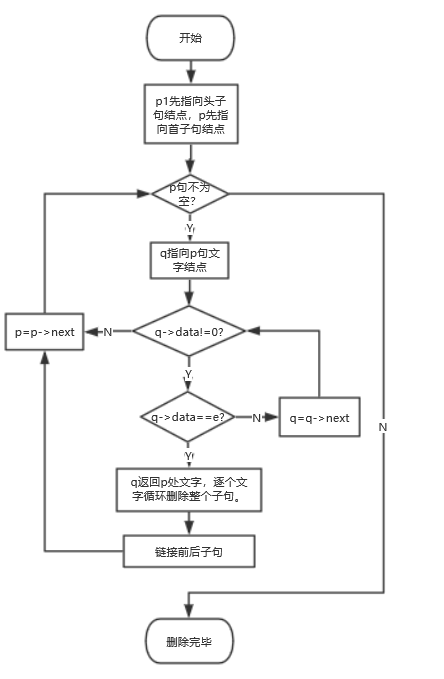 开始
p1先指向头子
句结点，p先指
向首子句结点
p句不为
空?
Y
q指向p句文
字结点
p=p->next
N
q->data!=0?
Y
q->data==e?
N
q=q->next
N
Y
q返回p处文字，逐个文
字循环删除整个子句。
链接前后子句
删除完毕